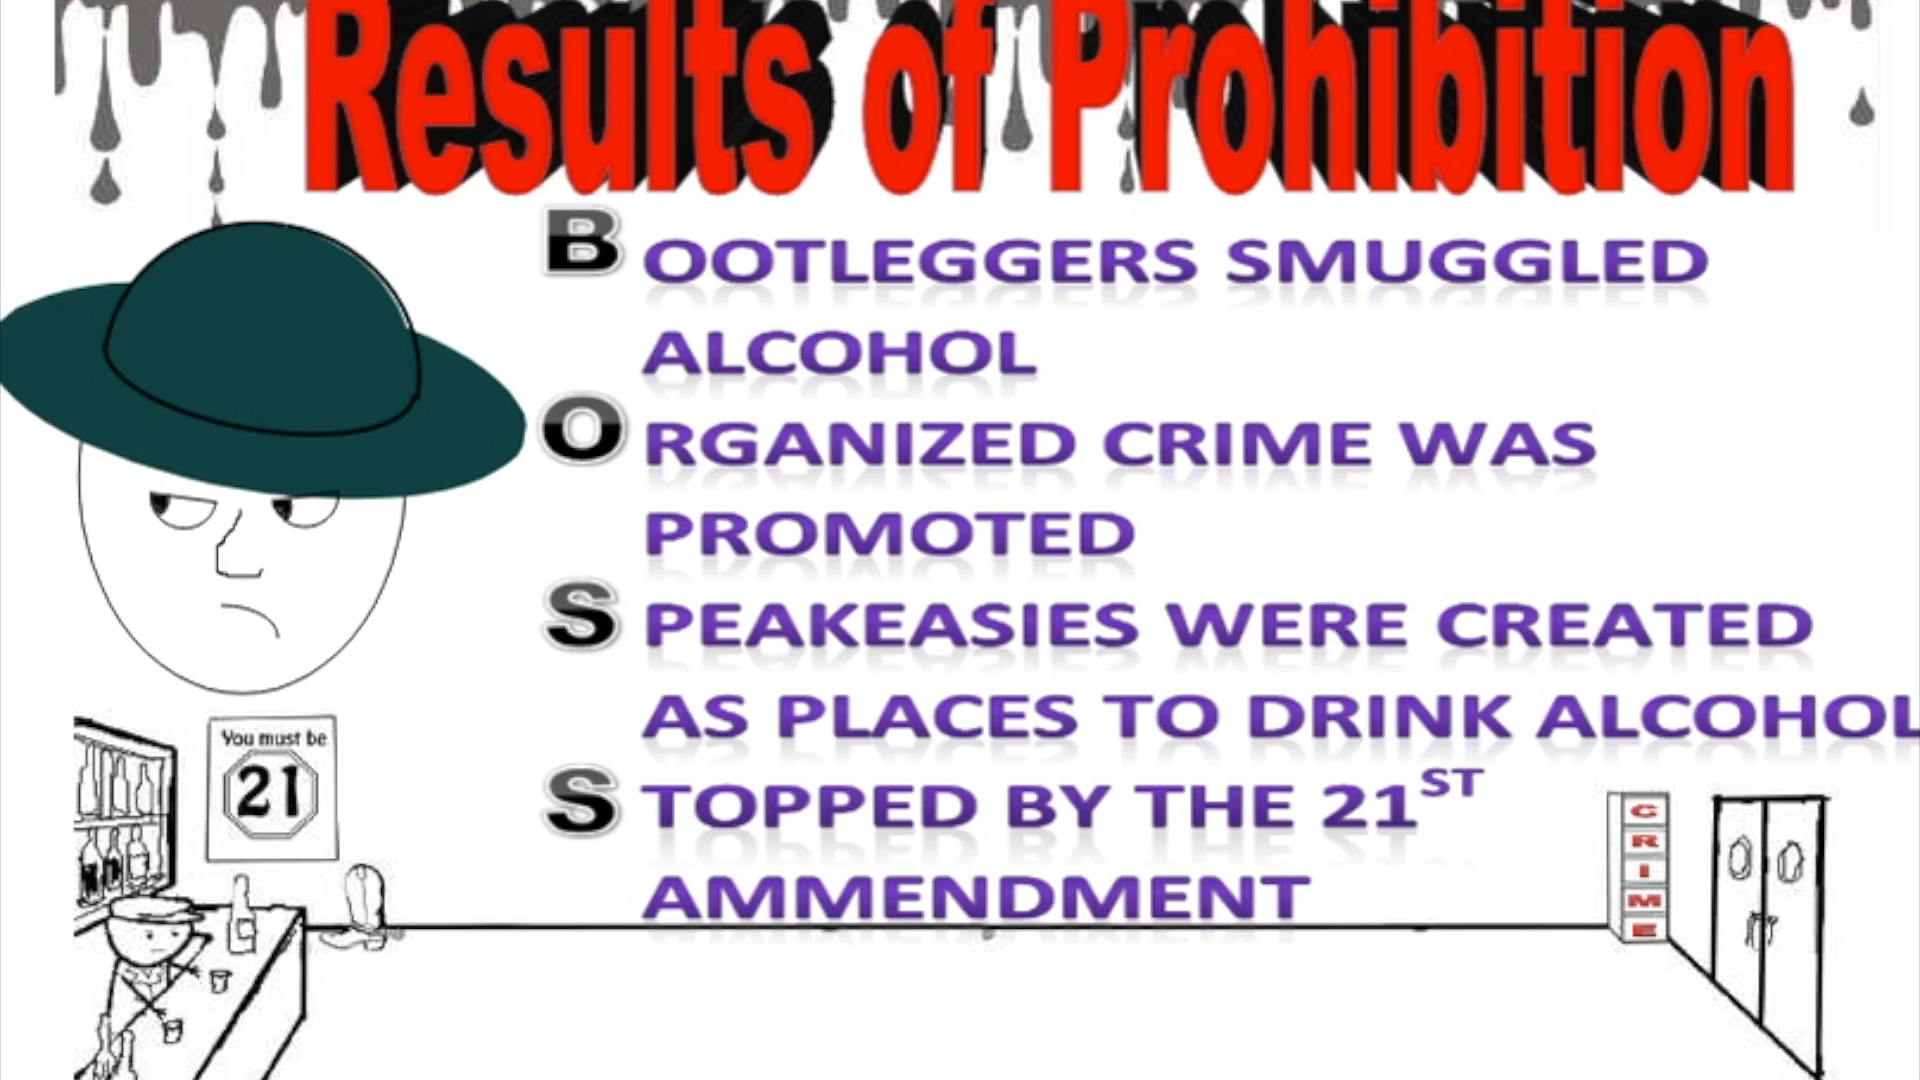 Results of Prohibition
BOOTLEGGERS SMUGGLED
ALCOHOL
ORGANIZED CRIME WAS
PROMOTED
SPEAKEASIES WERE CREATED
AS PLACES TO DRINK ALCOHOL
STOPPED BY THE 21ST
AMMENDMENT
You must be
21
CRIME